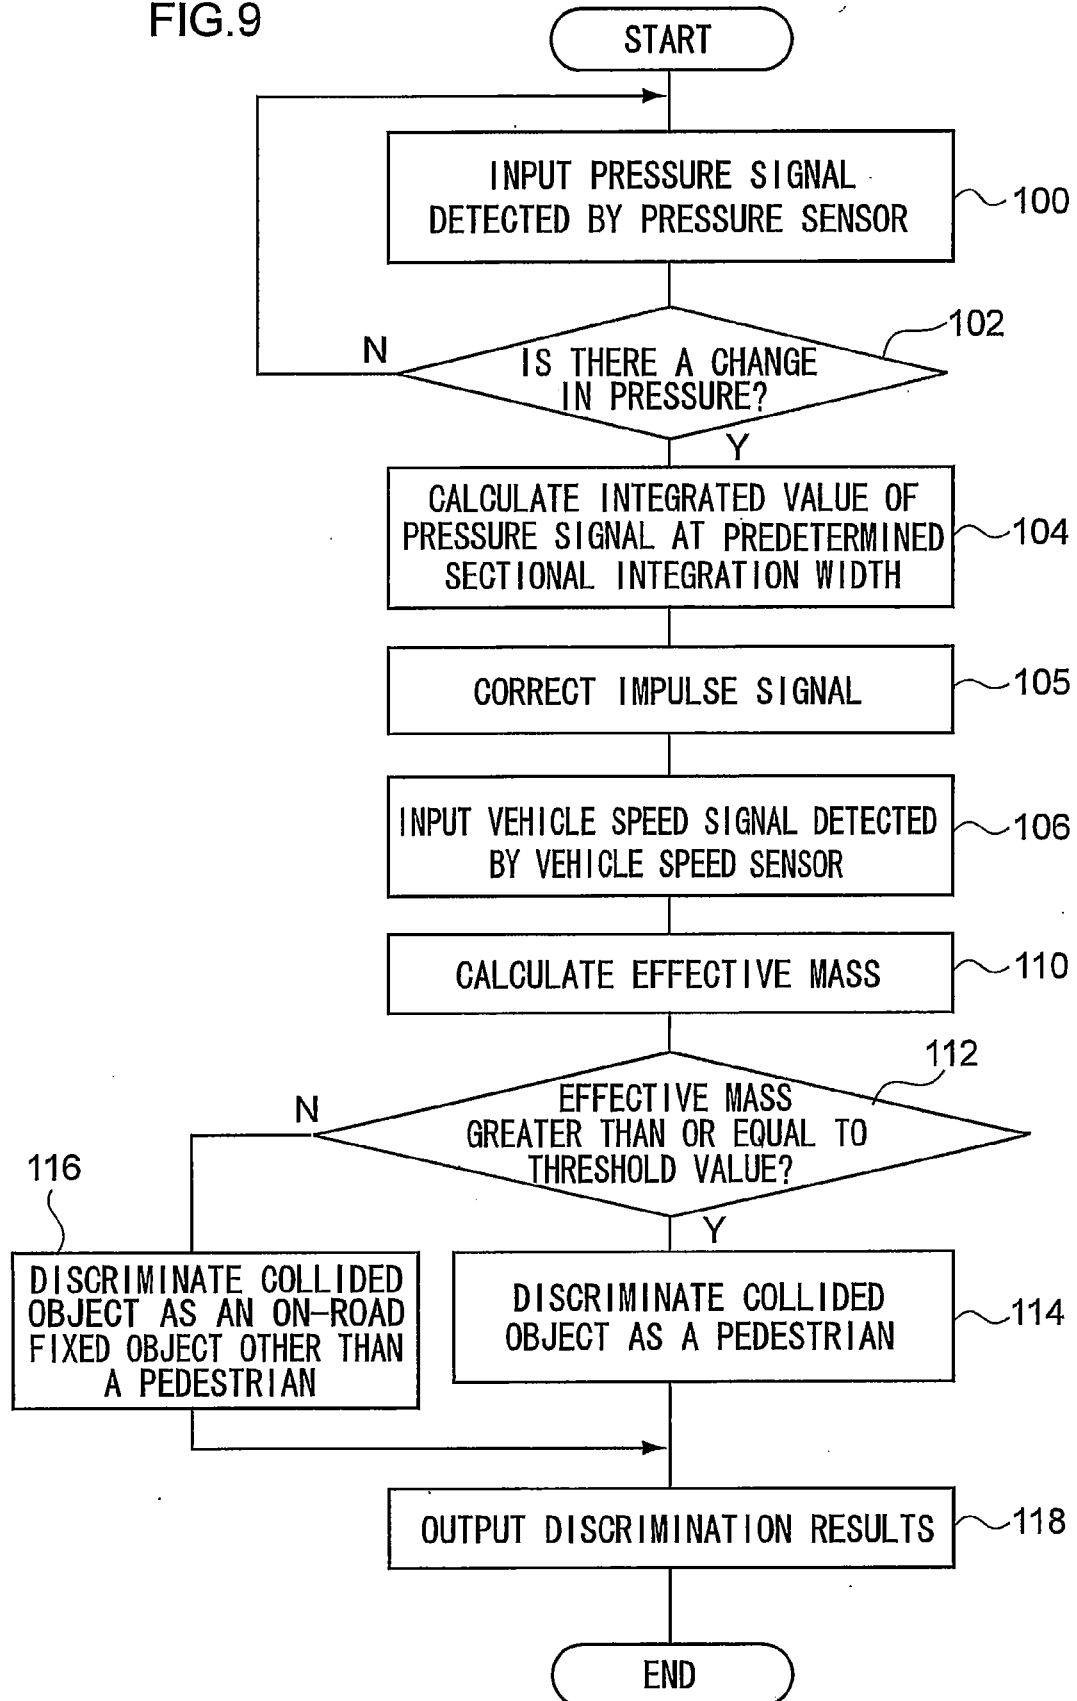 FIG.9
START
INPUT PRESSURE SIGNAL
DETECTED BY PRESSURE SENSOR
100
102
N
IS THERE A CHANGE
IN PRESSURE?
Y
CALCULATE INTEGRATED VALUE OF
PRESSURE SIGNAL AT PREDETERMINED
SECTIONAL INTEGRATION WIDTH
104
CORRECT IMPULSE SIGNAL
105
INPUT VEHICLE SPEED SIGNAL DETECTED
BY VEHICLE SPEED SENSOR
106
CALCULATE EFFECTIVE MASS
110
112
N
EFFECTIVE MASS
GREATER THAN OR EQUAL TO
THRESHOLD VALUE?
Y
116
DISCRIMINATE COLLIDED
OBJECT AS AN ON-ROAD
FIXED OBJECT OTHER THAN
A PEDESTRIAN
DISCRIMINATE COLLIDED
OBJECT AS A PEDESTRIAN
114
OUTPUT DISCRIMINATION RESULTS
118
END